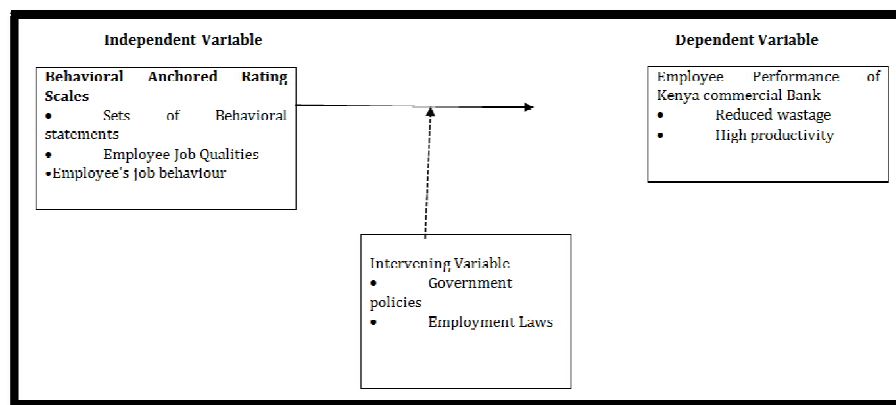 Independent Variable
Dependent Variable
Behavioral Anchored Rating
Scales
• Sets of Behavioral
statements
• Employee Job Qualities
•Employee's job behaviour
Employee Performance of
Kenya commercial Bank
• Reduced wastage
• High productivity
Intervening Variable
• Government
policies
• Employment Laws